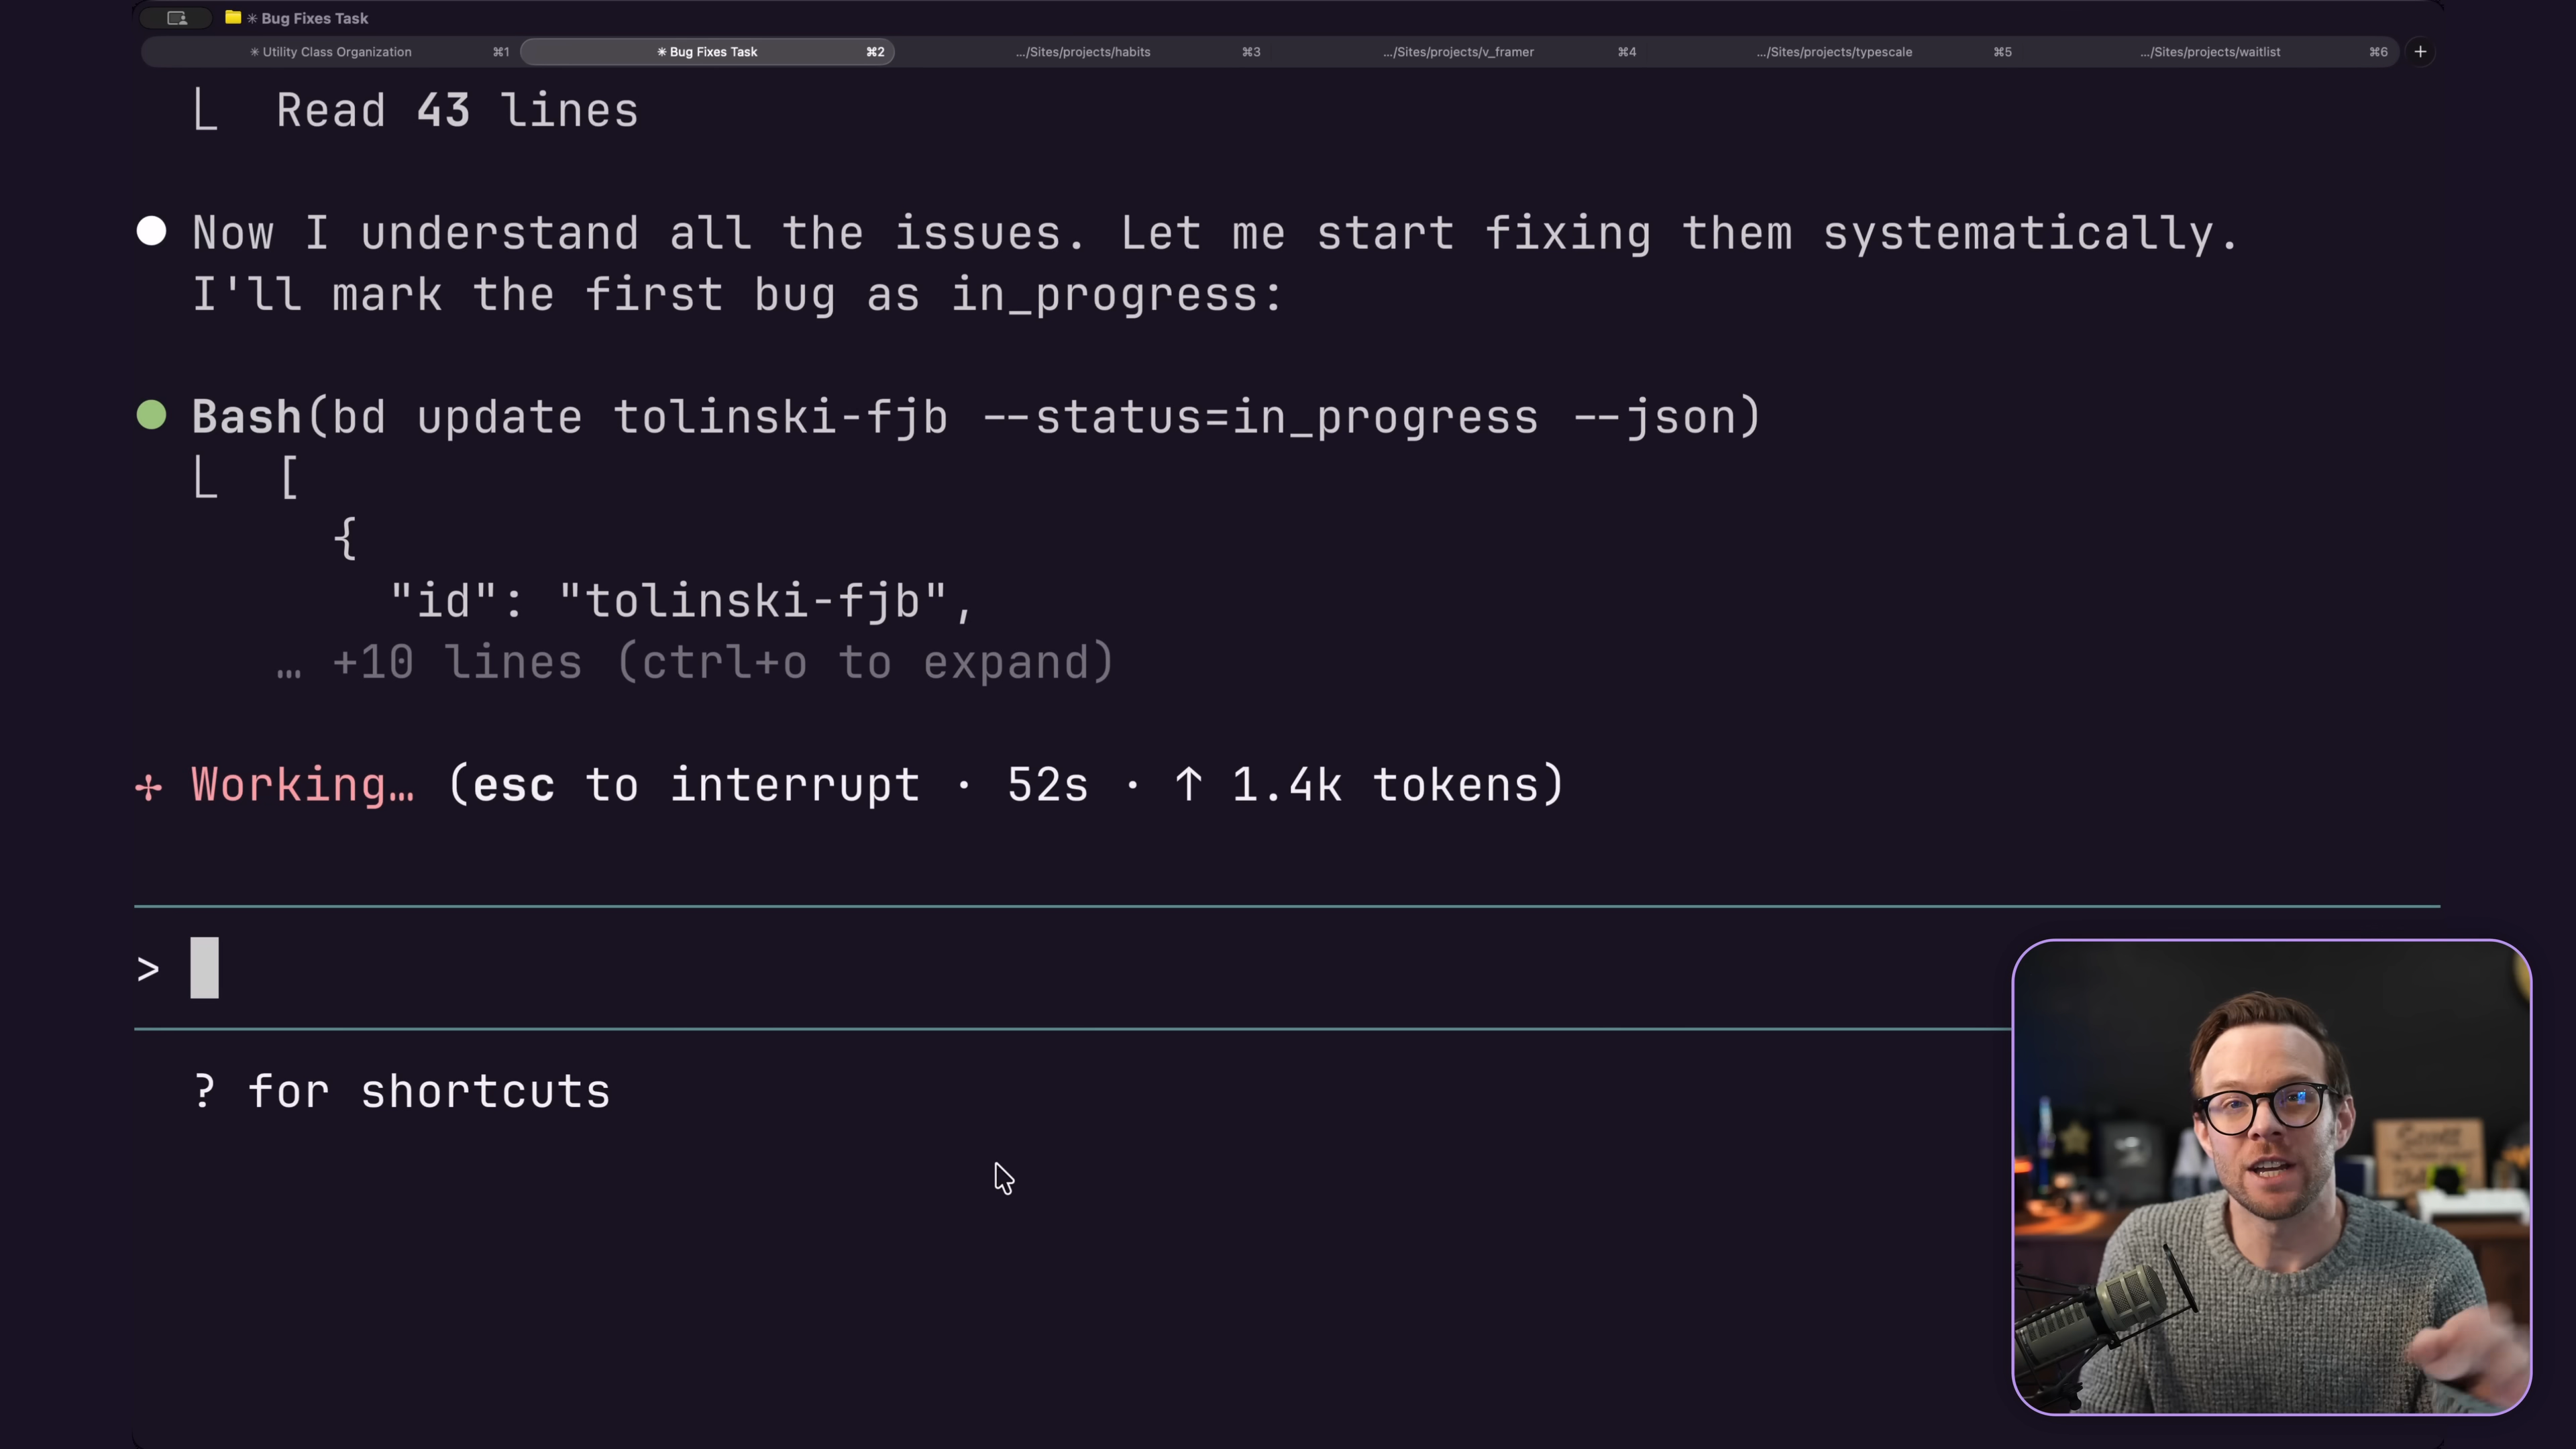 ✳ Bug Fixes Task
✳ Utility Class Organization ⌘1
✳ Bug Fixes Task ⌘2
.../Sites/projects/habits ⌘3
.../Sites/projects/v_framer ⌘4
.../Sites/projects/typescale ⌘5
.../Sites/projects/waitlist ⌘6
+
Read 43 lines
Now I understand all the issues. Let me start fixing them systematically.
I'll mark the first bug as in_progress:
Bash(bd update tolinski-fjb --status=in_progress --json)
[
{
"id": "tolinski-fjb",
… +10 lines (ctrl+o to expand)
Working… (esc to interrupt · 52s · ↑ 1.4k tokens)
>
? for shortcuts